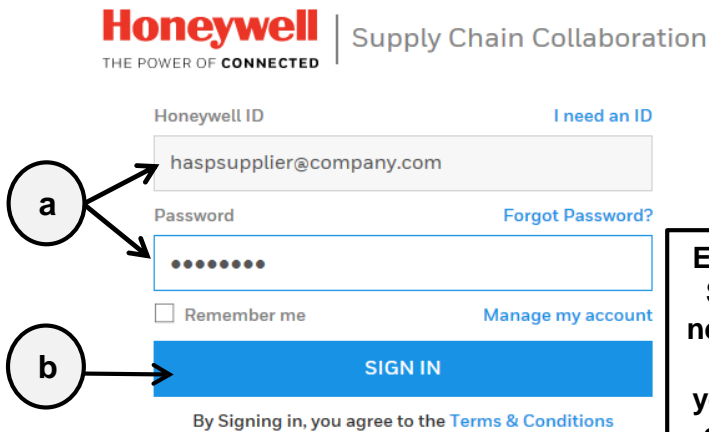 Honeywell
THE POWER OF CONNECTED
Supply Chain Collaboration
Honeywell ID I need an ID
haspsupplier@company.com
a
Password Forgot Password?
Remember me Manage my account
b
SIGN IN
By Signing in, you agree to the Terms & Conditions